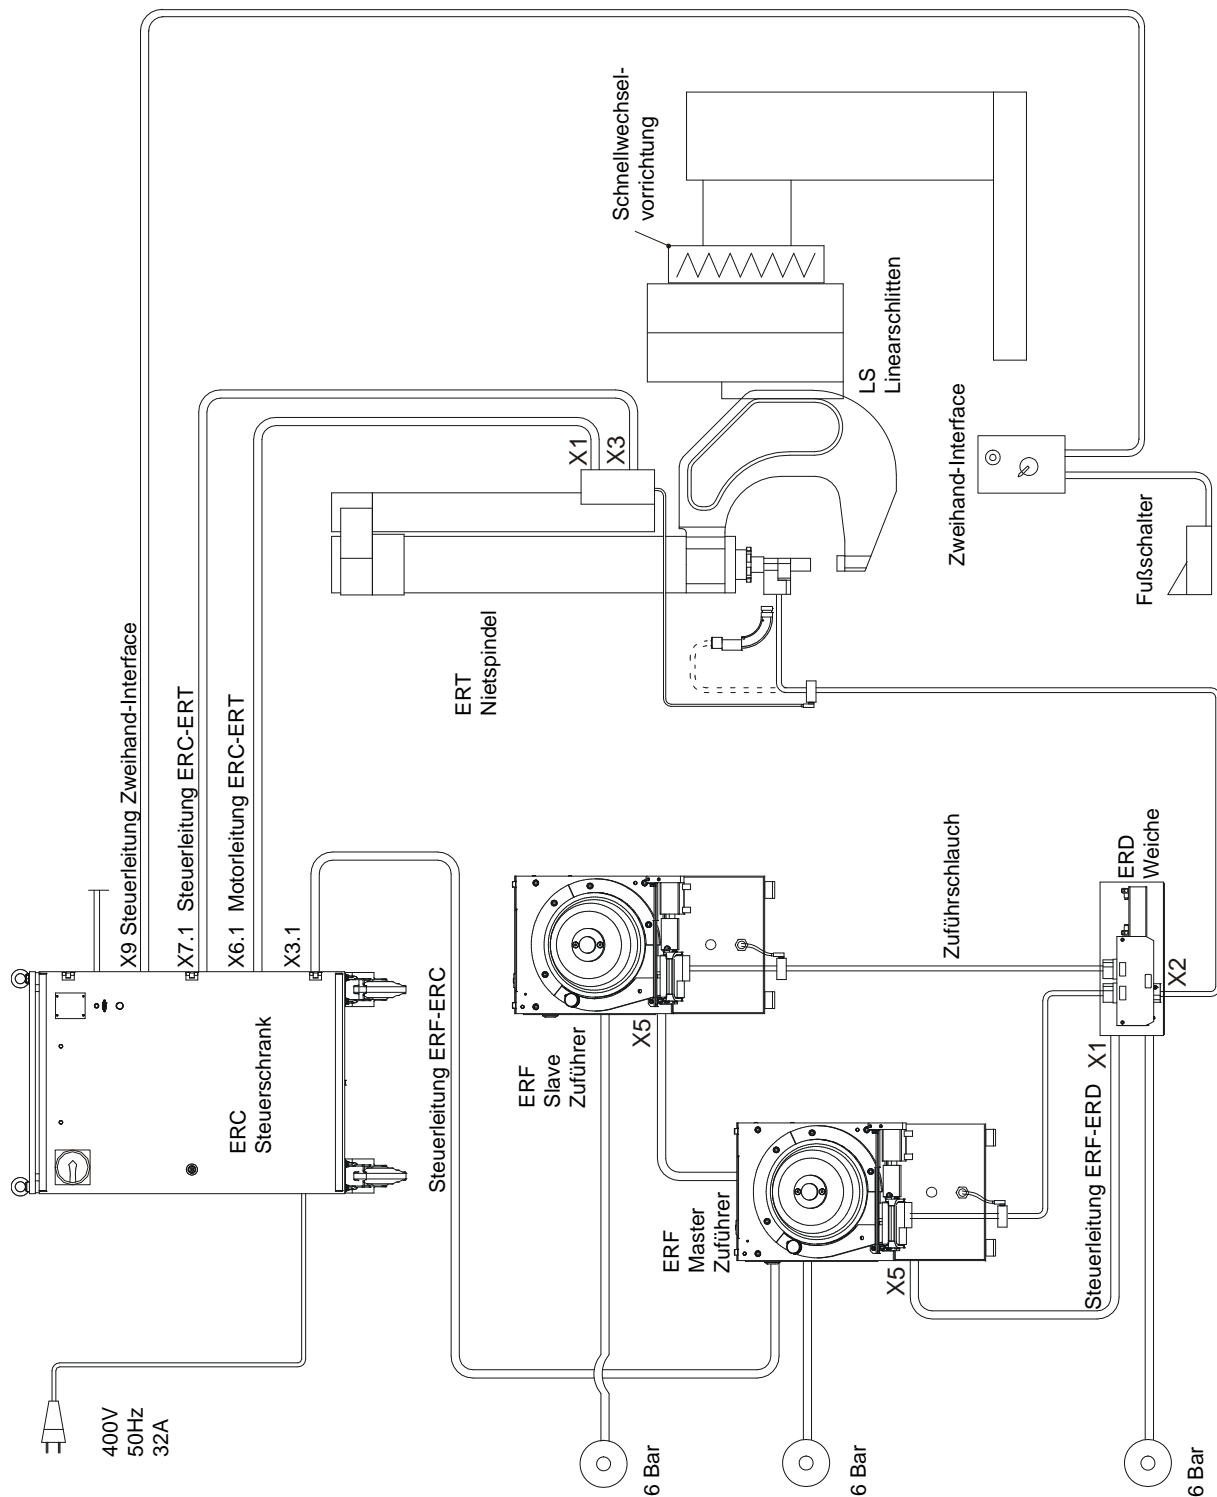 400V
50Hz
32A
ERC
Steuerschrank
X9 Steuerleitung Zweihand-Interface
X7.1 Steuerleitung ERC-ERT
X6.1 Motorleitung ERC-ERT
X3.1
Steuerleitung ERF-ERC
ERT
Nietspindel
X1
X3
Schnellwechsel-
vorrichtung
LS
Linearschlitten
Zweihand-Interface
Fußschalter
ERF
Slave
Zuführer
X5
ERF
Master
Zuführer
X5
Zuführschlauch
ERD
Weiche
X1
X2
Steuerleitung ERF-ERD
6 Bar
6 Bar
6 Bar